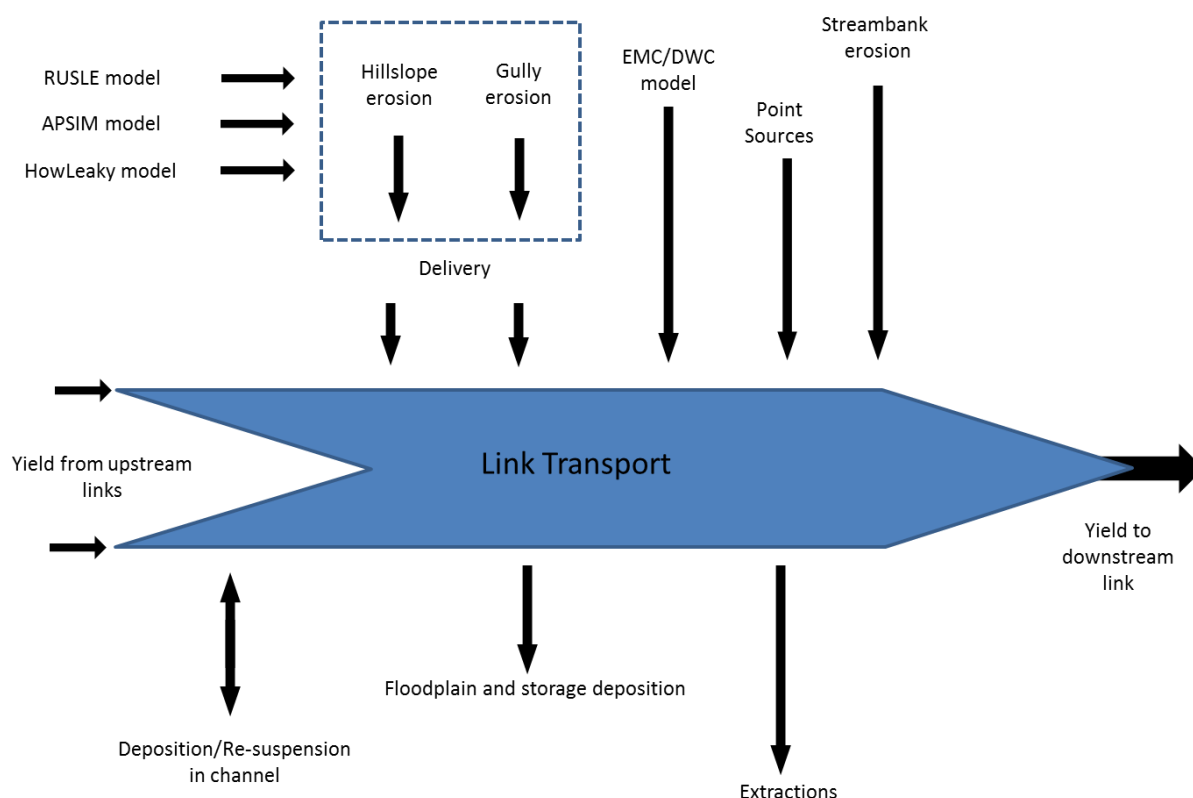 Streambank
erosion
RUSLE model
APSIM model
HowLeaky model
Hillslope
erosion
Gully
erosion
EMC/DWC
model
Point
Sources
Delivery
Yield from upstream
links
Link Transport
Yield to
downstream
link
Floodplain and storage deposition
Deposition/Re-suspension
in channel
Extractions